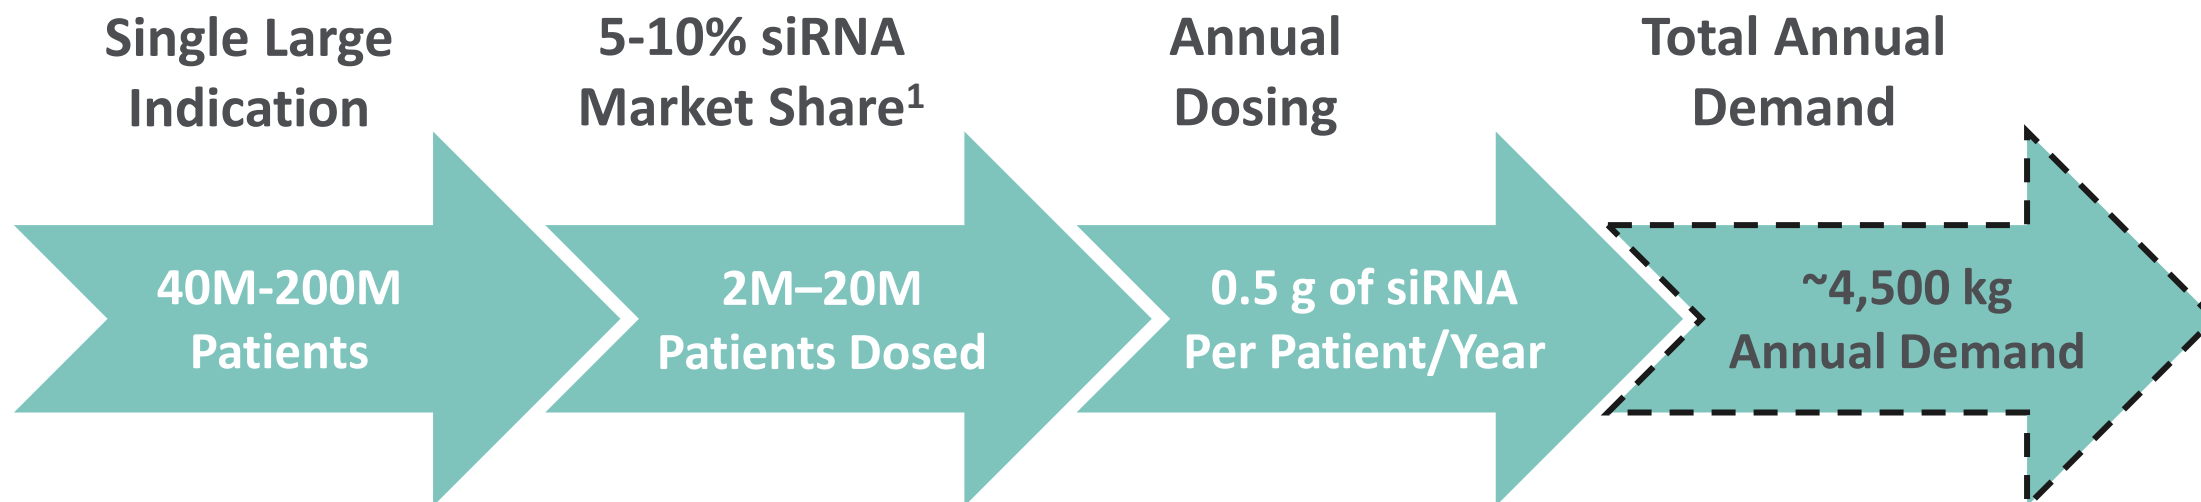 Single Large
Indication
5-10% siRNA
Market Share¹
Annual
Dosing
Total Annual
Demand
40M-200M
Patients
2M–20M
Patients Dosed
0.5 g of siRNA
Per Patient/Year
~4,500 kg
Annual Demand